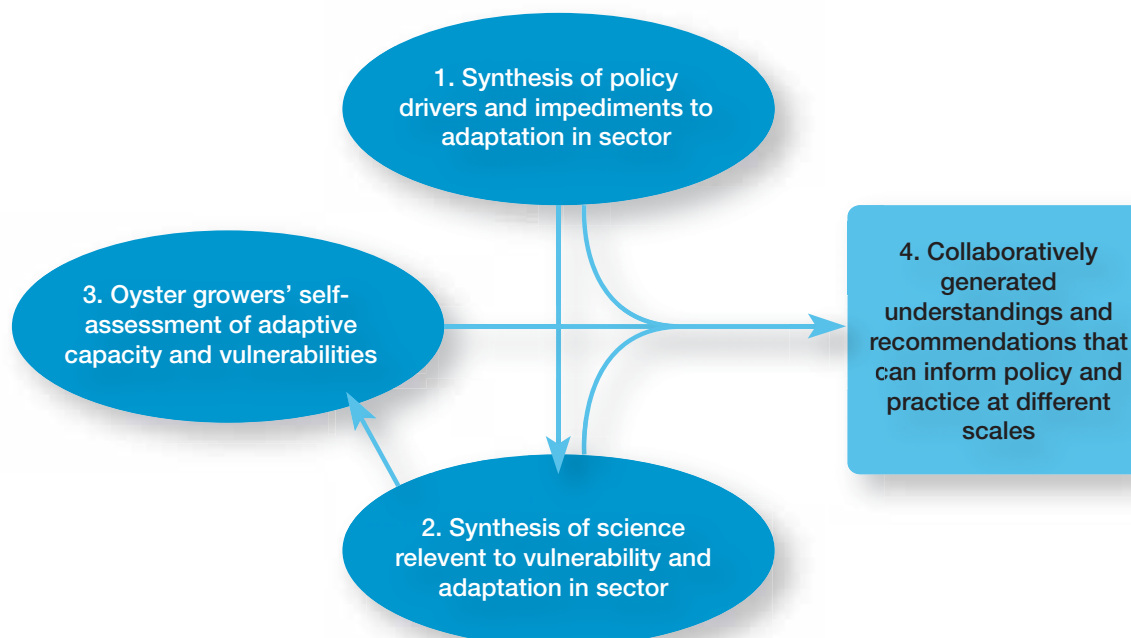 1. Synthesis of policy
drivers and impediments to
adaptation in sector
3. Oyster growers’ self-
assessment of adaptive
capacity and vulnerabilities
4. Collaboratively
generated
understandings and
recommendations that
can inform policy and
practice at different
scales
2. Synthesis of science
relevent to vulnerability and
adaptation in sector